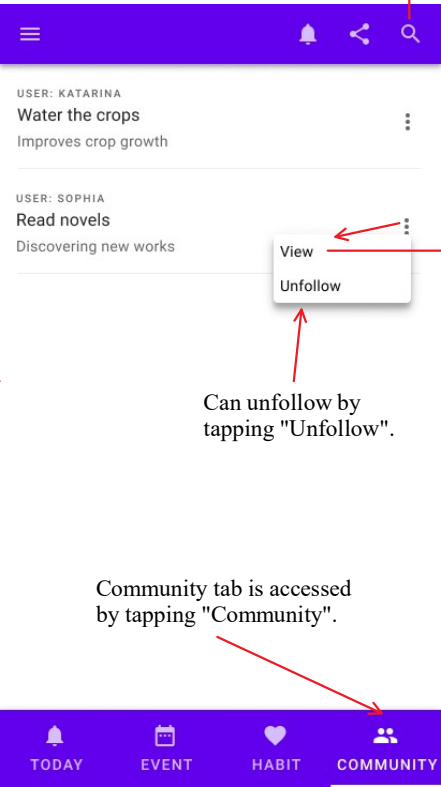 USER: KATARINA
Water the crops
Improves crop growth
USER: SOPHIA
Read novels
Discovering new works
View
Unfollow
Can unfollow by
tapping "Unfollow".
Community tab is accessed
by tapping "Community".
TODAY EVENT HABIT COMMUNITY